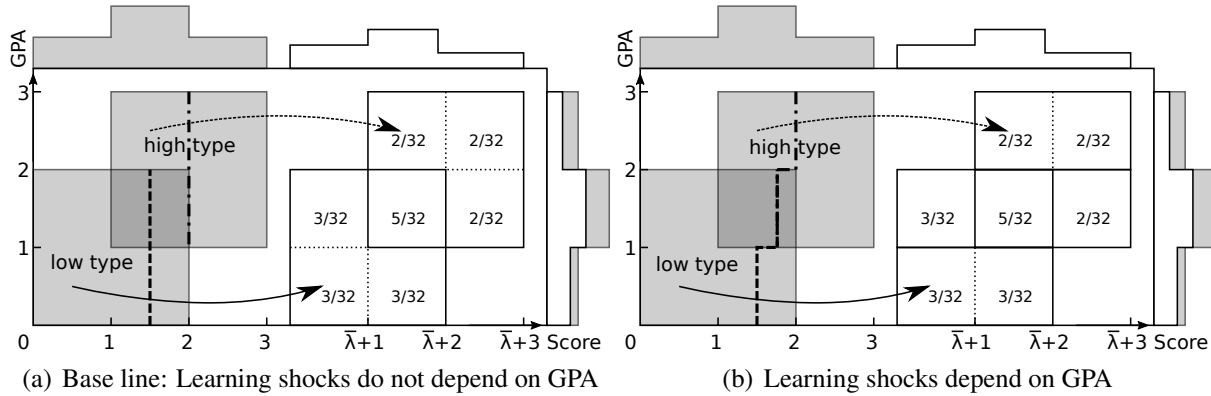 GPA
3
2
1
0
1
2
3
high type
low type
2/32
2/32
3/32
5/32
2/32
3/32
3/32
λ̄+1
λ̄+2
λ̄+3 Score
(a) Base line: Learning shocks do not depend on GPA
GPA
3
2
1
0
1
2
3
high type
low type
2/32
2/32
3/32
5/32
2/32
3/32
3/32
λ̄+1
λ̄+2
λ̄+3 Score
(b) Learning shocks depend on GPA